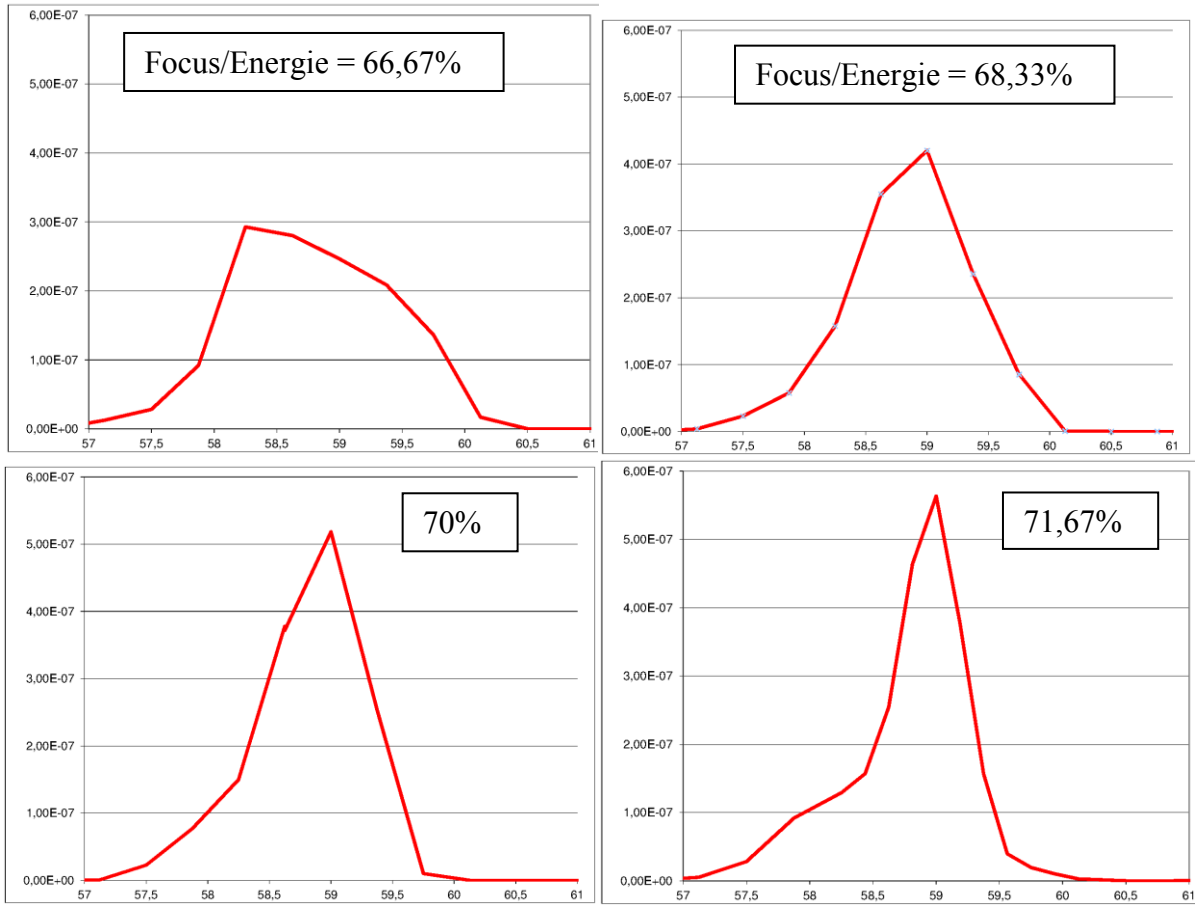 Focus/Energie = 66,67%
6,00E-07
5,00E-07
4,00E-07
3,00E-07
2,00E-07
1,00E-07
0,00E+00
57 57,5 58 58,5 59 59,5 60 60,5 61
Focus/Energie = 68,33%
6,00E-07
5,00E-07
4,00E-07
3,00E-07
2,00E-07
1,00E-07
0,00E+00
57 57,5 58 58,5 59 59,5 60 60,5 61
70%
6,00E-07
5,00E-07
4,00E-07
3,00E-07
2,00E-07
1,00E-07
0,00E+00
57 57,5 58 58,5 59 59,5 60 60,5 61
71,67%
6,00E-07
5,00E-07
4,00E-07
3,00E-07
2,00E-07
1,00E-07
0,00E+00
57 57,5 58 58,5 59 59,5 60 60,5 61